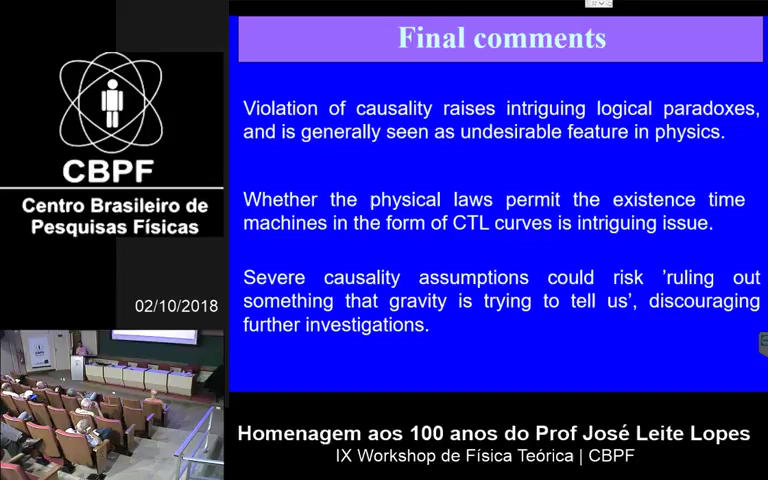 Final comments
Violation of causality raises intriguing logical paradoxes,
and is generally seen as undesirable feature in physics.
Whether the physical laws permit the existence time
machines in the form of CTL curves is intriguing issue.
Severe causality assumptions could risk 'ruling out
something that gravity is trying to tell us', discouraging
further investigations.
CBPF
Centro Brasileiro de
Pesquisas Físicas
02/10/2018
Homenagem aos 100 anos do Prof José Leite Lopes
IX Workshop de Física Teórica | CBPF